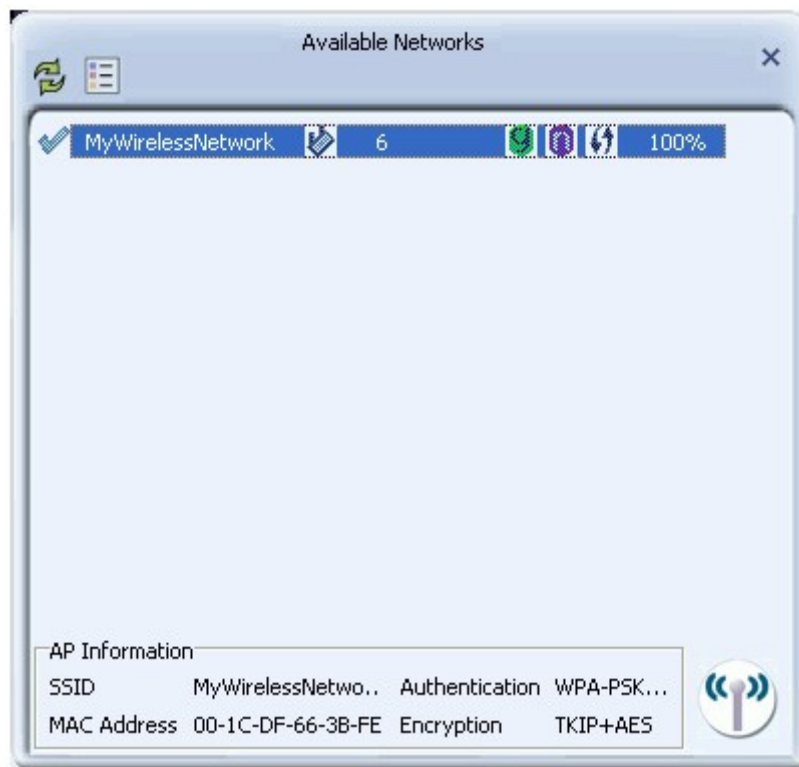 Available Networks
MyWirelessNetwork 6 g n 100%
AP Information
SSID MyWirelessNetwo.. Authentication WPA-PSK...
MAC Address 00-1C-DF-66-3B-FE Encryption TKIP+AES